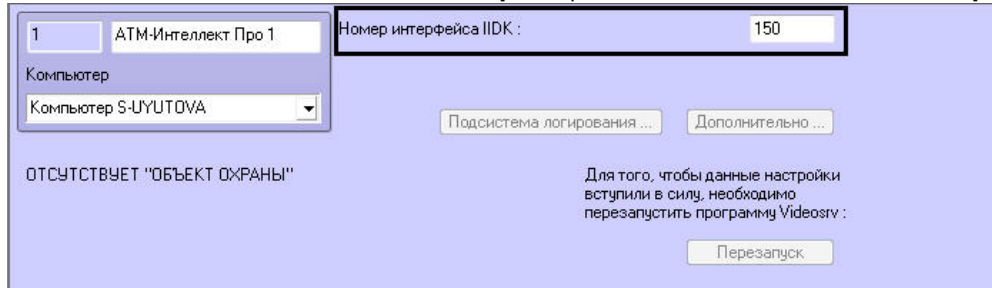 1
АТМ-Интеллект Про 1
Номер интерфейса IIDK :
150
Компьютер
Компьютер S-UYUTOVA
Подсистема логирования ...
Дополнительно ...
ОТСУТСТВУЕТ "ОБЪЕКТ ОХРАНЫ"
Для того, чтобы данные настройки
вступили в силу, необходимо
перезапустить программу Videosrv :
Перезапуск